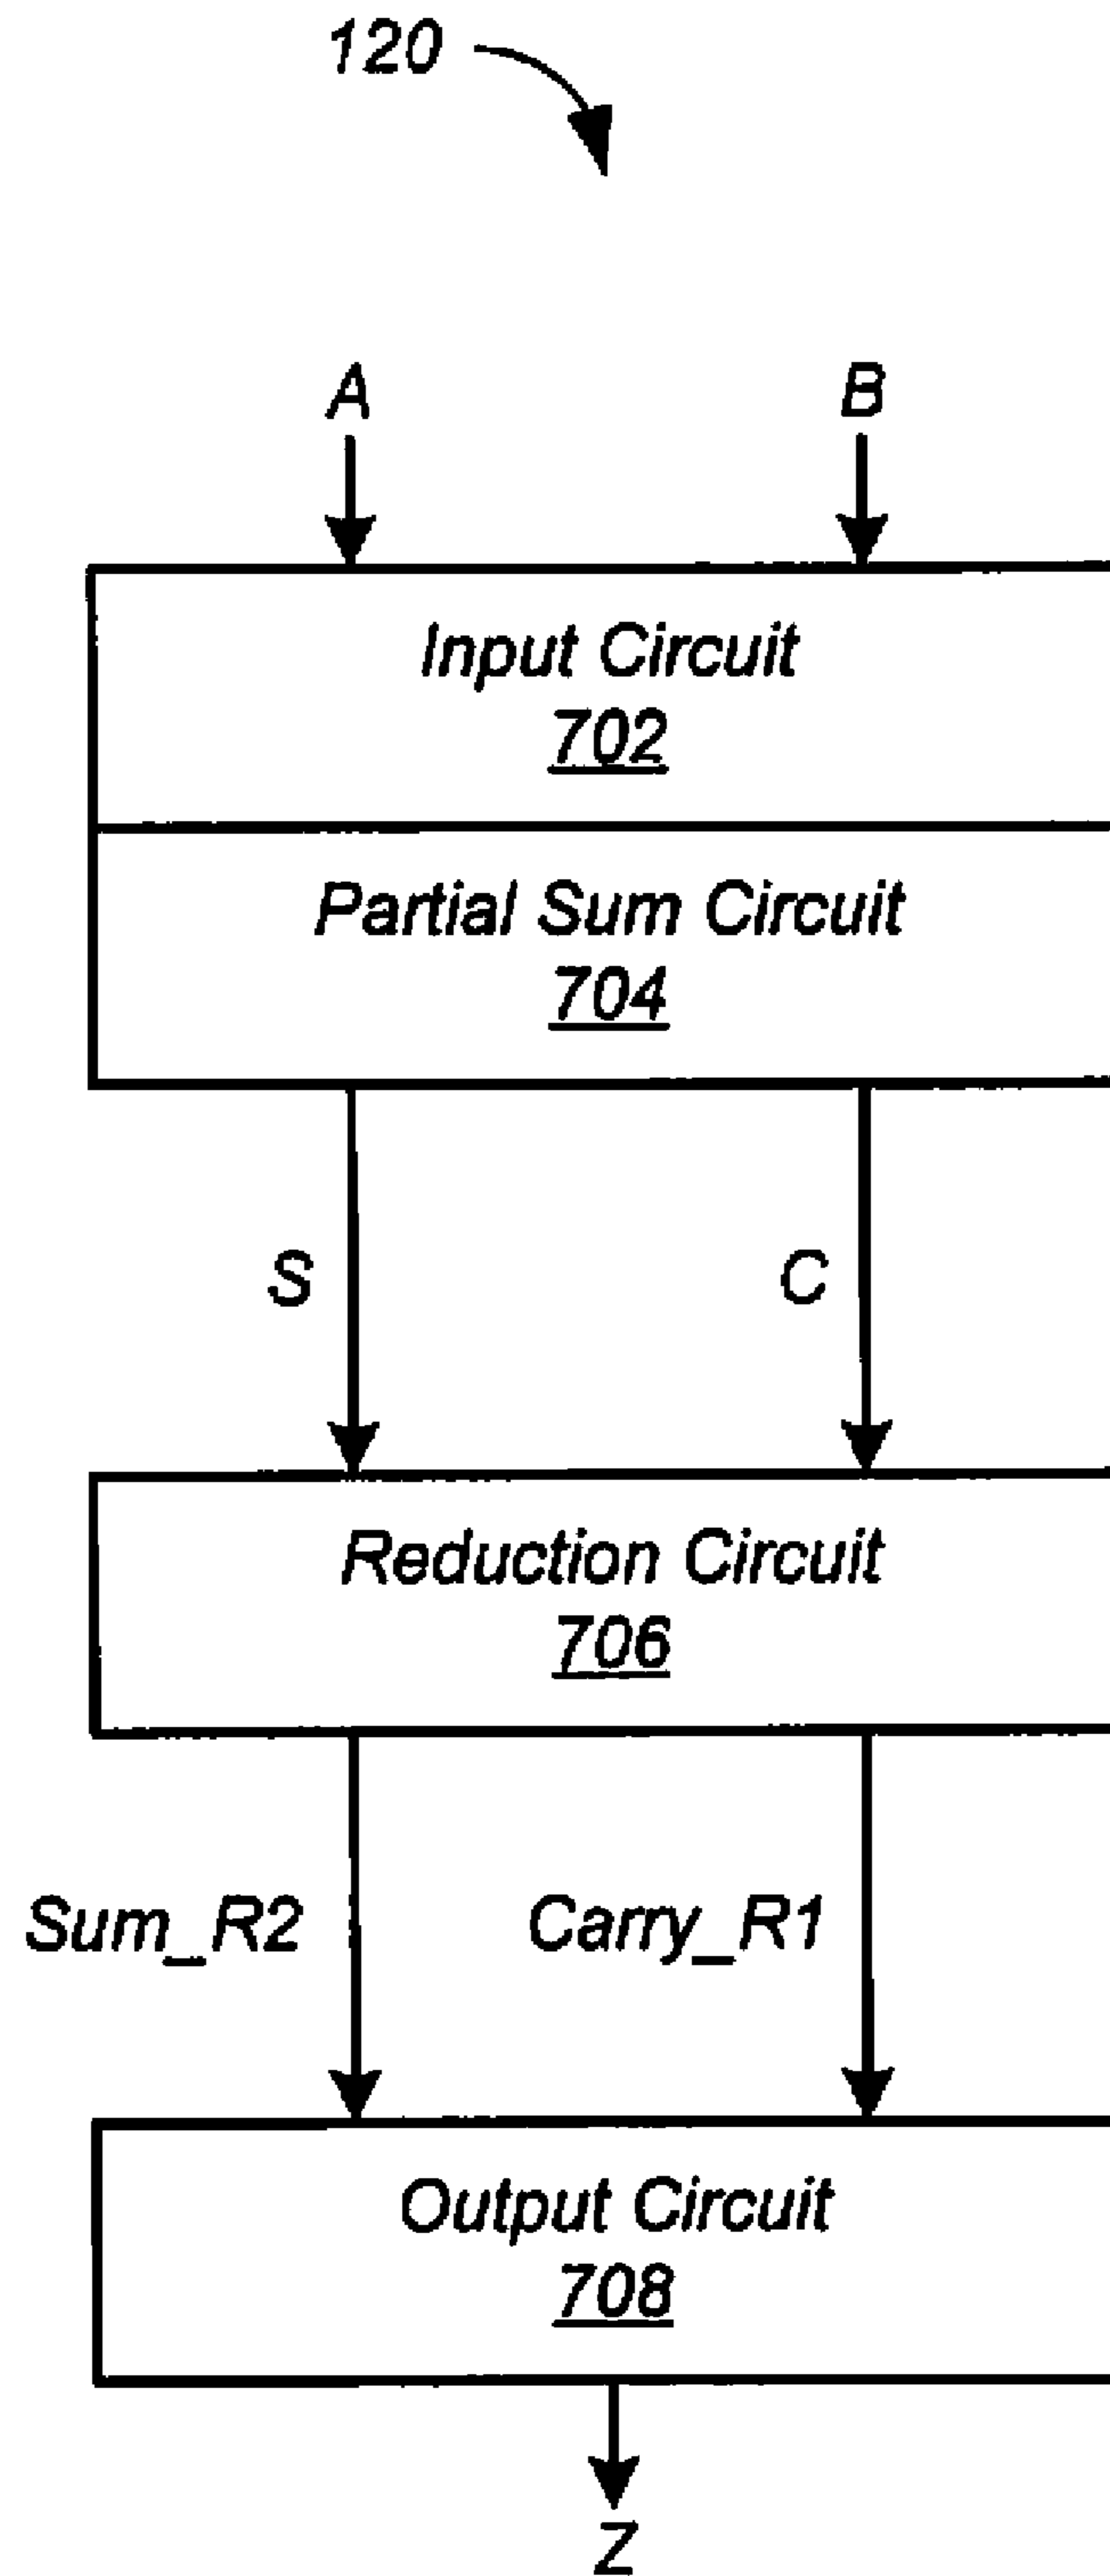 120
A
B
Input Circuit
702
Partial Sum Circuit
704
S
C
Reduction Circuit
706
Sum_R2
Carry_R1
Output Circuit
708
Z